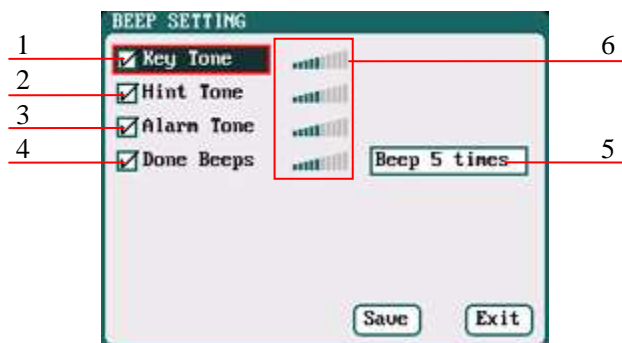 BEEP SETTING
1 Key Tone 6
2 Hint Tone
3 Alarm Tone
4 Done Beeps Beep 5 times 5
Save Exit